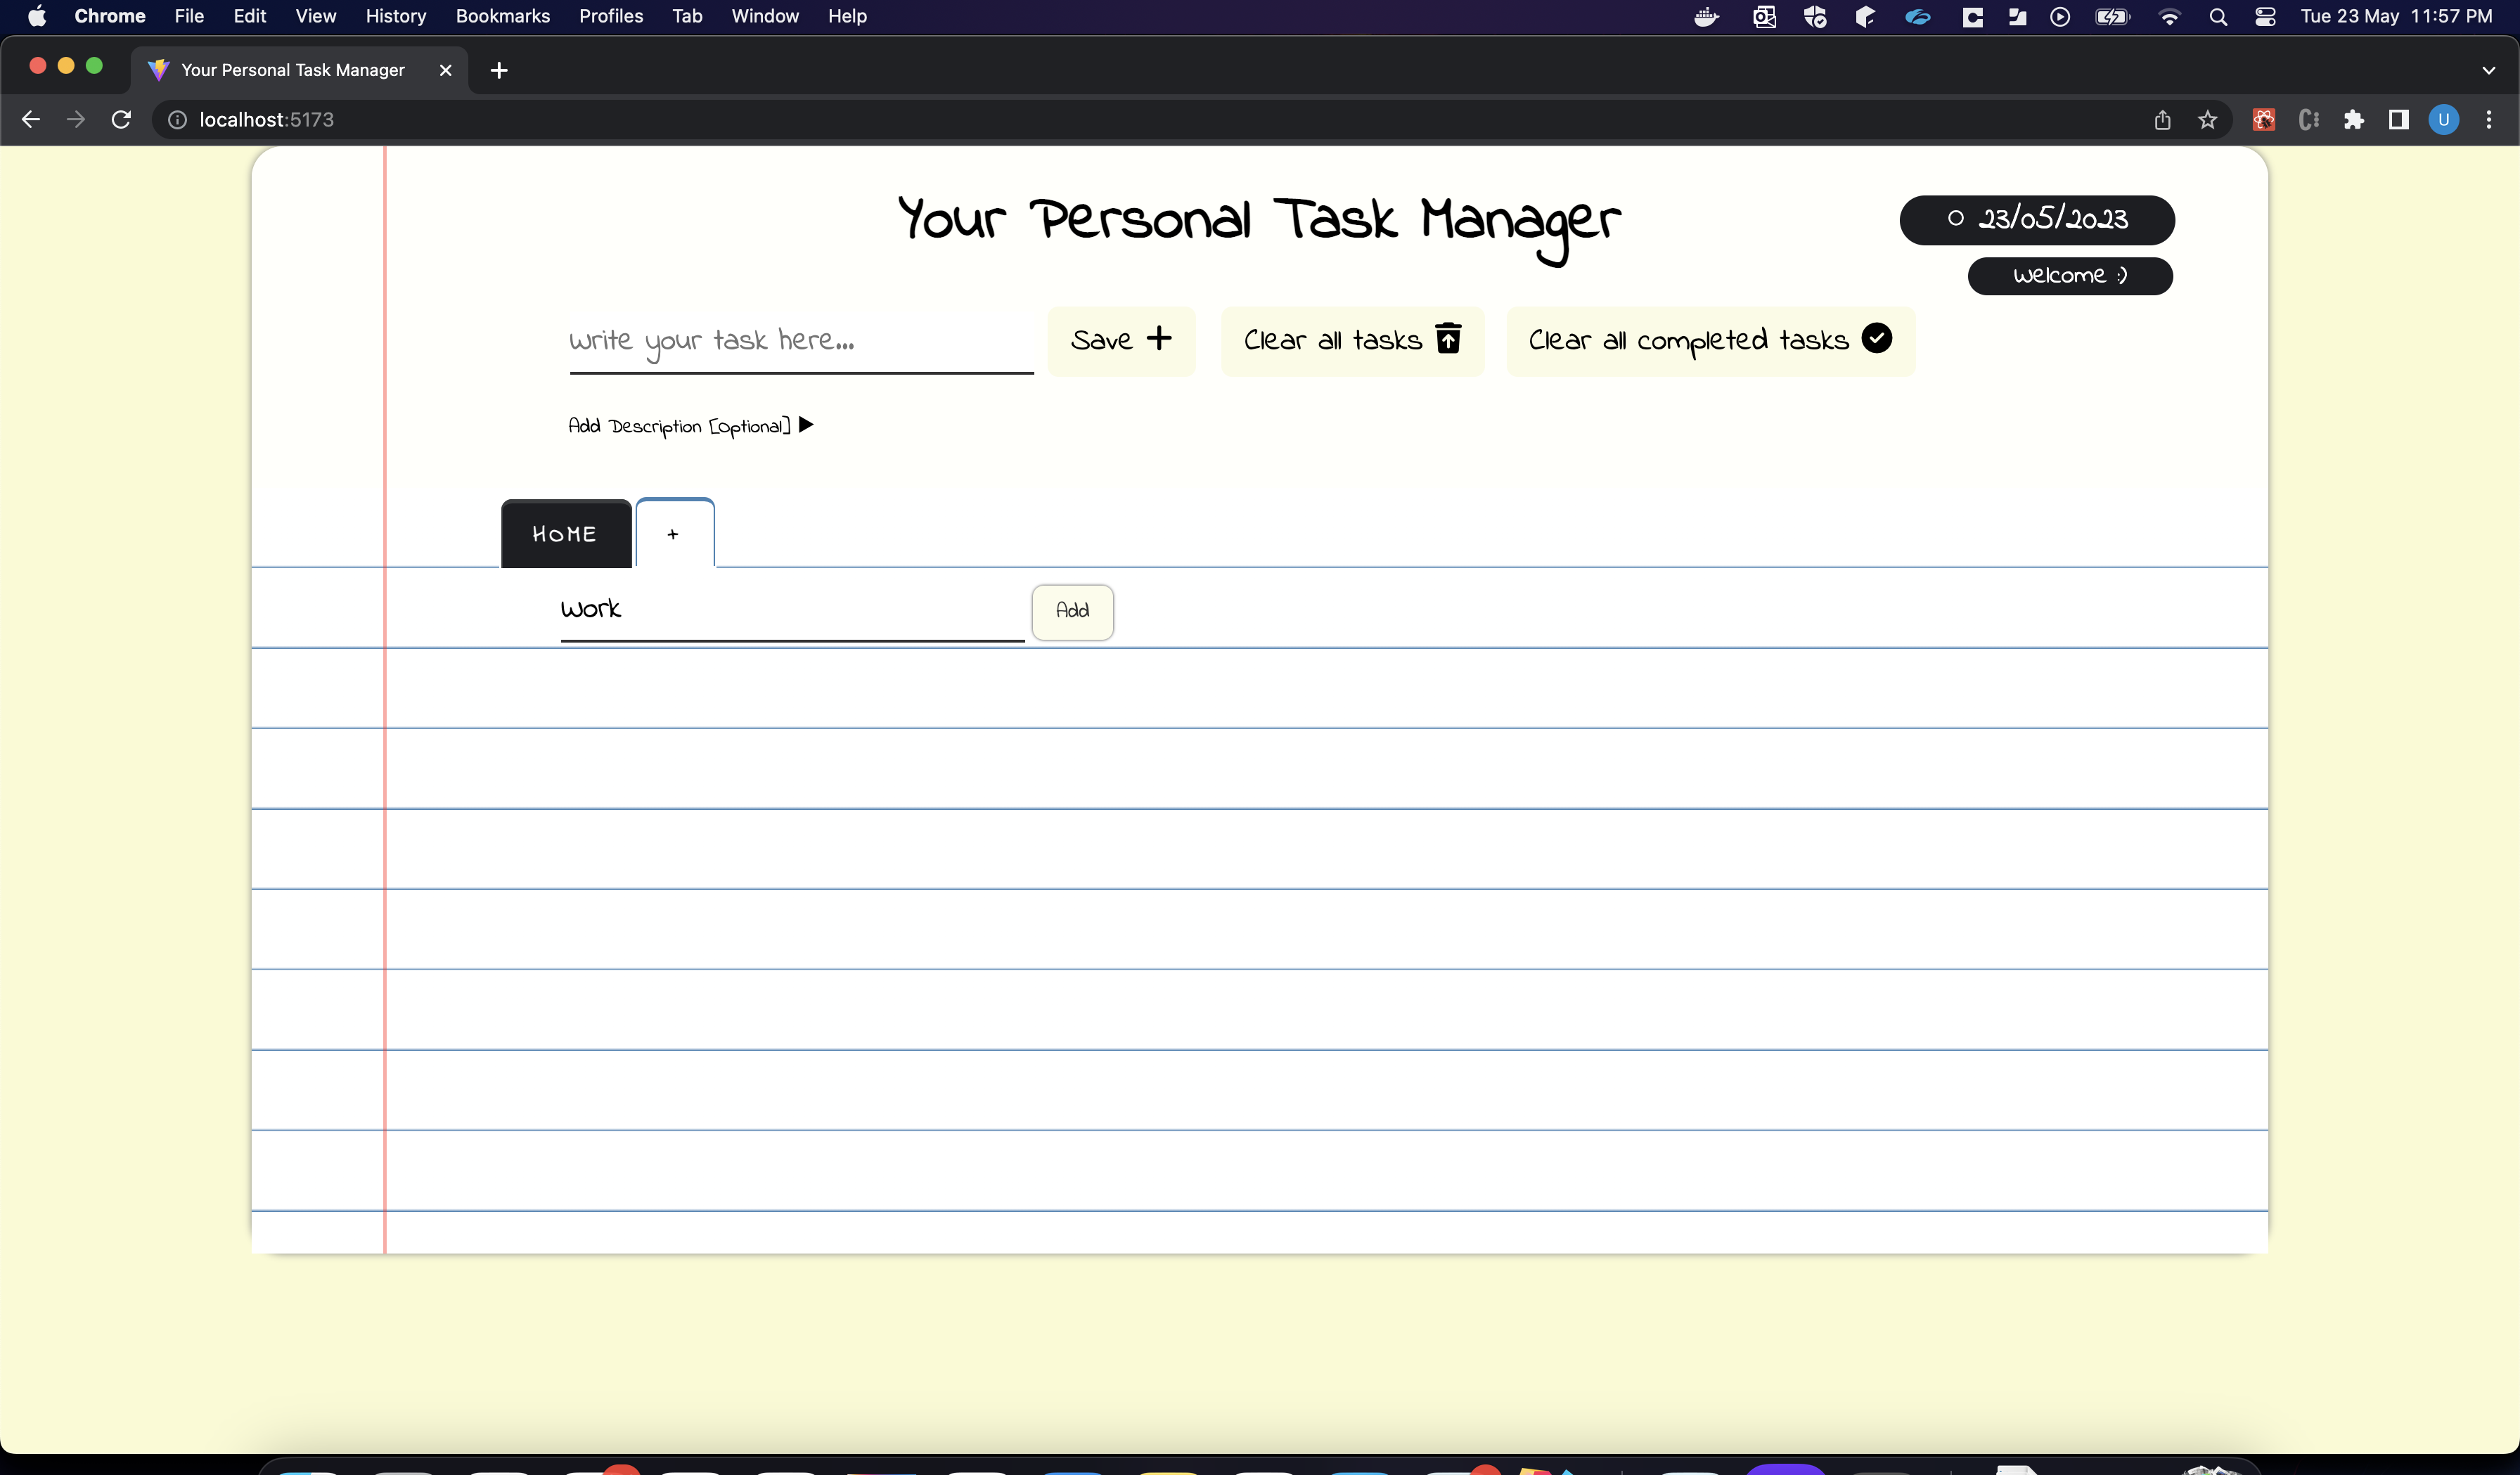 Chrome File Edit View History Bookmarks Profiles Tab Window Help Tue 23 May 11:57 PM
Your Personal Task Manager
localhost:5173
U
Your Personal Task Manager
23/05/2023
Welcome :)
Write your task here...
Save +
Clear all tasks
Clear all completed tasks
Add Description [Optional]
HOME
+
Work
Add